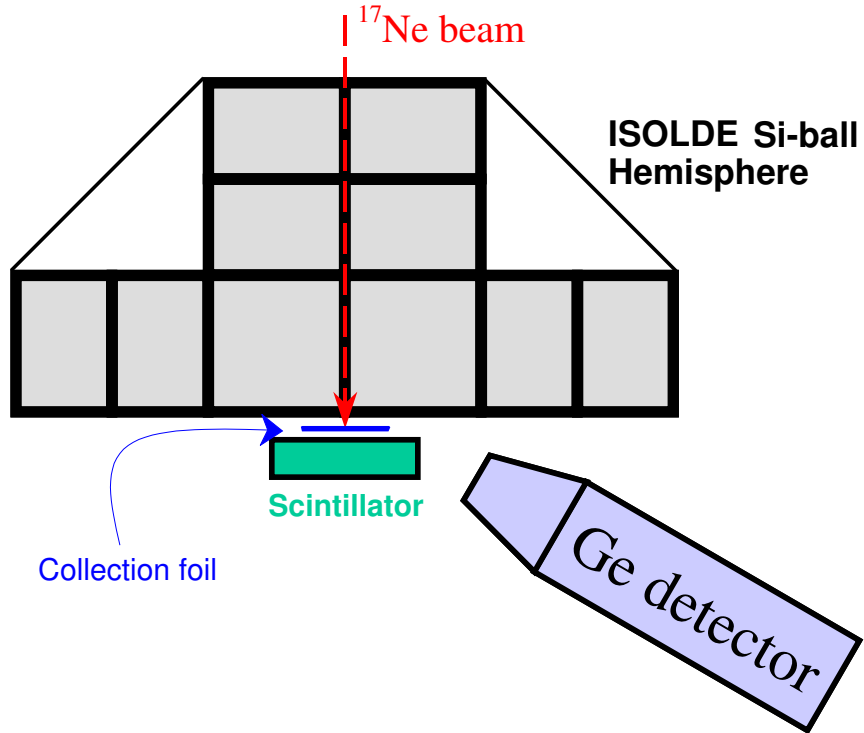 ¹⁷Ne beam
ISOLDE Si-ball
Hemisphere
Scintillator
Collection foil
Ge detector